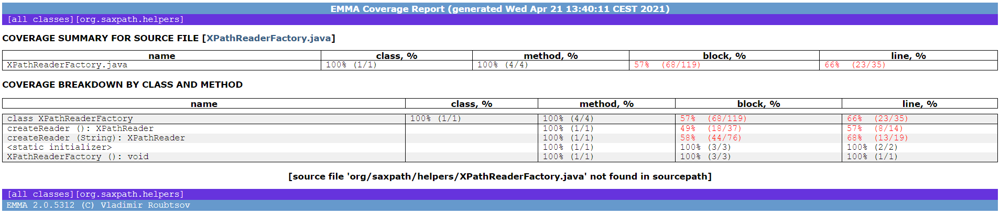 EMMA Coverage Report (generated Wed Apr 21 13:40:11 CEST 2021)
[all classes][org.saxpath.helpers]
COVERAGE SUMMARY FOR SOURCE FILE [XPathReaderFactory.java]
name class, % method, % block, % line, %
XPathReaderFactory.java 100% (1/1) 100% (4/4) 57% (68/119) 66% (23/35)
COVERAGE BREAKDOWN BY CLASS AND METHOD
name class, % method, % block, % line, %
class XPathReaderFactory 100% (1/1) 100% (4/4) 57% (68/119) 66% (23/35)
createReader (): XPathReader 100% (1/1) 49% (18/37) 57% (8/14)
createReader (String): XPathReader 100% (1/1) 58% (44/76) 68% (13/19)
<static initializer> 100% (1/1) 100% (3/3) 100% (2/2)
XPathReaderFactory (): void 100% (1/1) 100% (3/3) 100% (1/1)
[source file 'org/saxpath/helpers/XPathReaderFactory.java' not found in sourcepath]
[all classes][org.saxpath.helpers]
EMMA 2.0.5312 (C) Vladimir Roubtsov